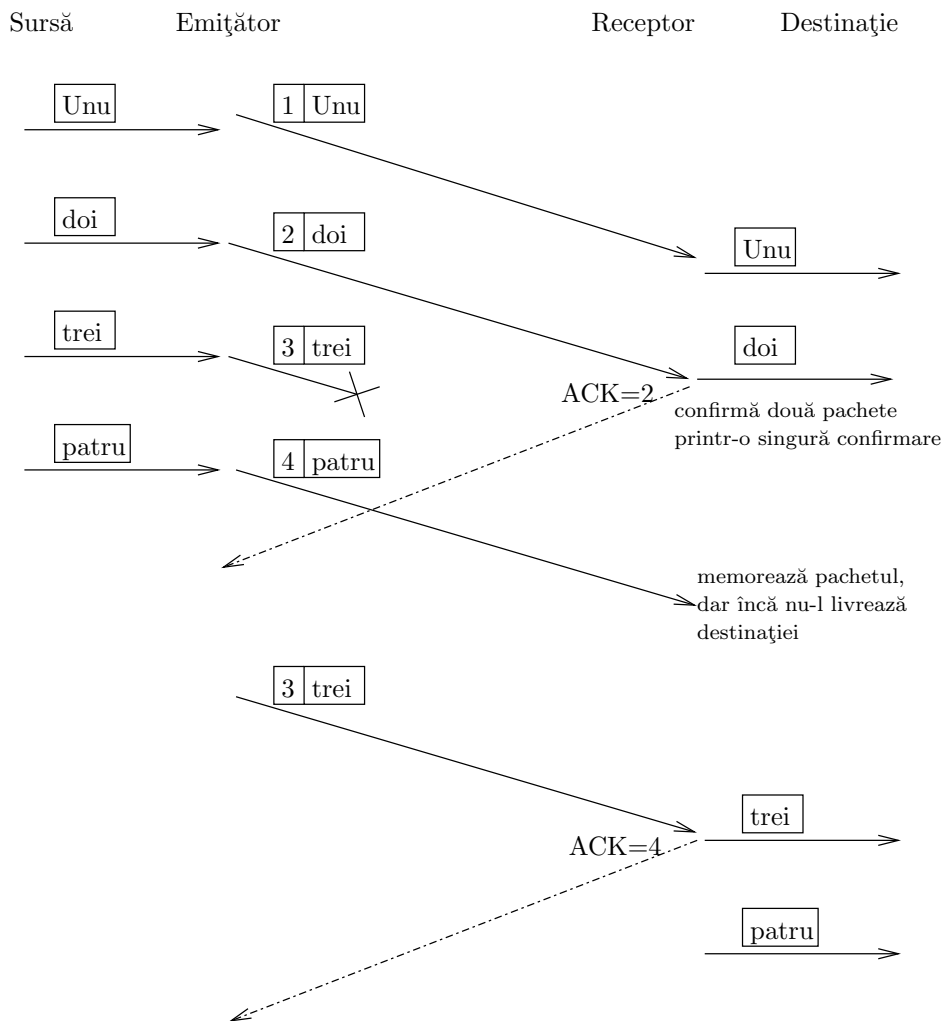 Sursă Emiţător Receptor Destinaţie
Unu 1 Unu
doi 2 doi
Unu
trei 3 trei
doi
ACK=2
confirmă două pachete
printr-o singură confirmare
patru 4 patru
memorează pachetul,
dar încă nu-l livrează
destinaţiei
3 trei
trei
ACK=4
patru